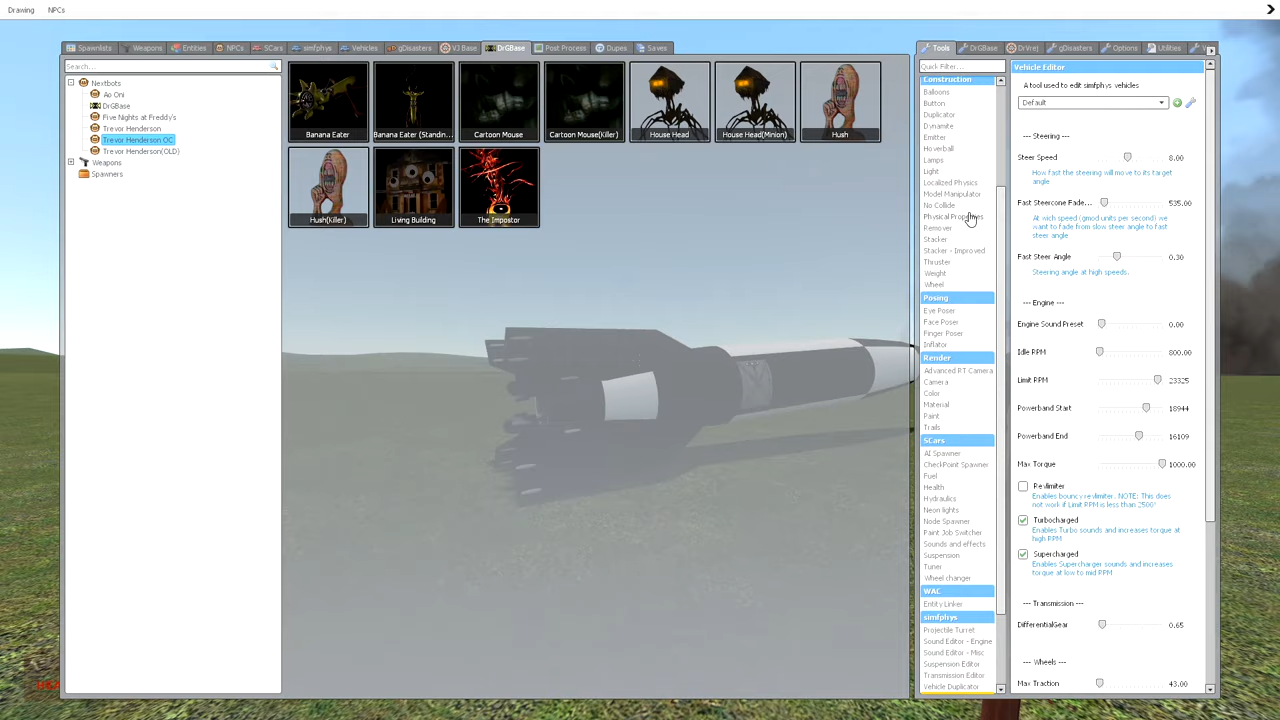 Drawing NPCs
Spawnlists Weapons Entities NPCs SCars simfphys Vehicles gDisasters VJ Base DrGBase Post Process Dupes Saves
Search...
Nextbots
Ao Oni
DrGBase
Five Nights at Freddy's
Trevor Henderson
Trevor Henderson OC
Trevor Henderson(OLD)
Weapons
Spawners
Banana Eater
Banana Eater (Standin...
Cartoon Mouse
Cartoon Mouse(Killer)
House Head
House Head(Minion)
Hush
Hush(Killer)
Living Building
The Impostor
Tools DrGBase DrVrej gDisasters Options Utilities
Quick Filter...
Construction
Balloons
Button
Duplicator
Dynamite
Emitter
Hoverball
Lamps
Light
Localized Physics
Model Manipulator
No Collide
Physical Properties
Remover
Stacker
Stacker - Improved
Thruster
Weight
Wheel
Posing
Eye Poser
Face Poser
Finger Poser
Inflator
Render
Advanced RT Camera
Camera
Color
Material
Paint
Trails
SCars
AI Spawner
CheckPoint Spawner
Fuel
Health
Hydraulics
Neon lights
Node Spawner
Paint Job Switcher
Sounds and effects
Suspension
Tuner
Wheel changer
WAC
Entity Linker
simfphys
Projectile Turret
Sound Editor - Engine
Sound Editor - Misc
Suspension Editor
Transmission Editor
Vehicle Duplicator
Vehicle Editor
A tool used to edit simfphys vehicles
Default
--- Steering ---
Steer Speed 8.00
How fast the steering will move to its target
angle
Fast Steercone Fade... 535.00
At wich speed (gmod units per second) we
want to fade from slow steer angle to fast
steer angle
Fast Steer Angle 0.30
Steering angle at high speeds.
--- Engine ---
Engine Sound Preset 0.00
Idle RPM 800.00
Limit RPM 23325
Powerband Start 18944
Powerband End 16109
Max Torque 1000.00
Revlimiter
Enables bouncy revlimiter. NOTE: This does
not work if Limit RPM is less than 2500!
Turbocharged
Enables Turbo sounds and increases torque at
high RPM
Supercharged
Enables Supercharger sounds and increases
torque at low to mid RPM
--- Transmission ---
DifferentialGear 0.65
--- Wheels ---
Max Traction 43.00